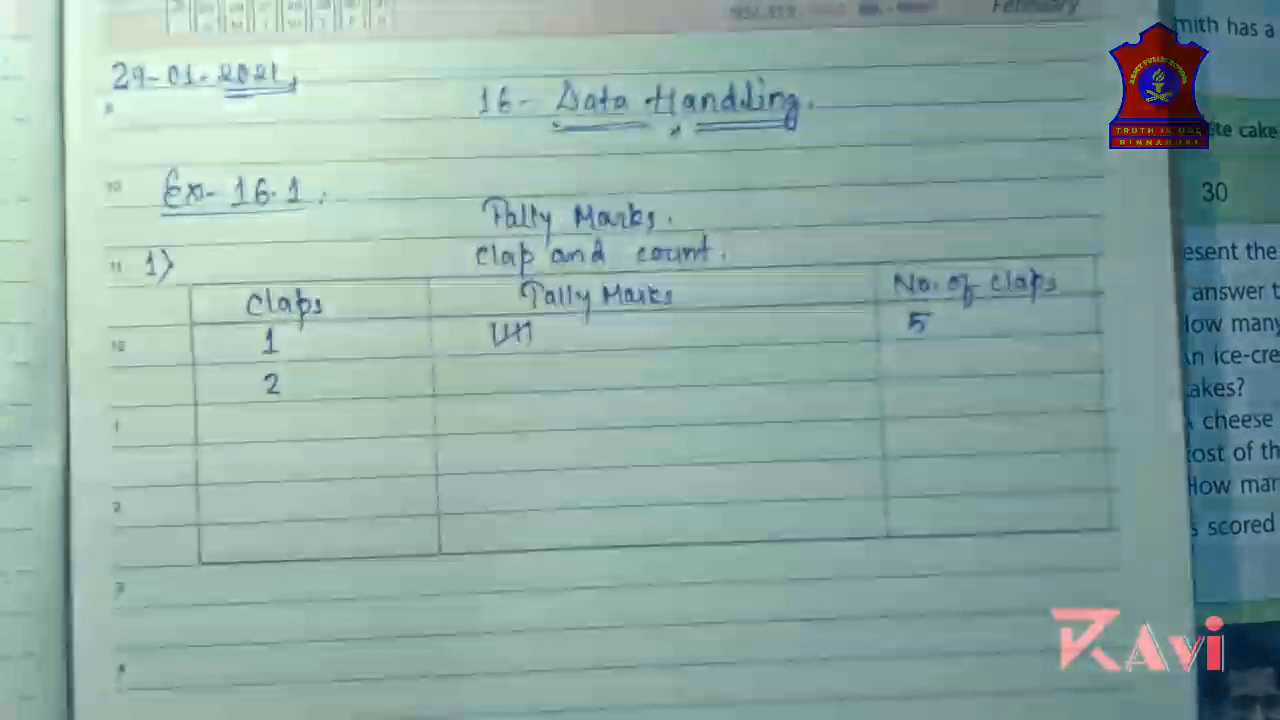 February
29-01-2021,
16- Data Handling.
Ex- 16.1.
Tally Marks.
1) Clap and count.
Claps Tally Marks No. of claps
1 5
2
mith has a
TRUTH IS GOD
BINNAGURI
te cake
30
esent the
answer t
low many
n ice-cre
akes?
cheese
ost of th
How mar
s scored
RAVi